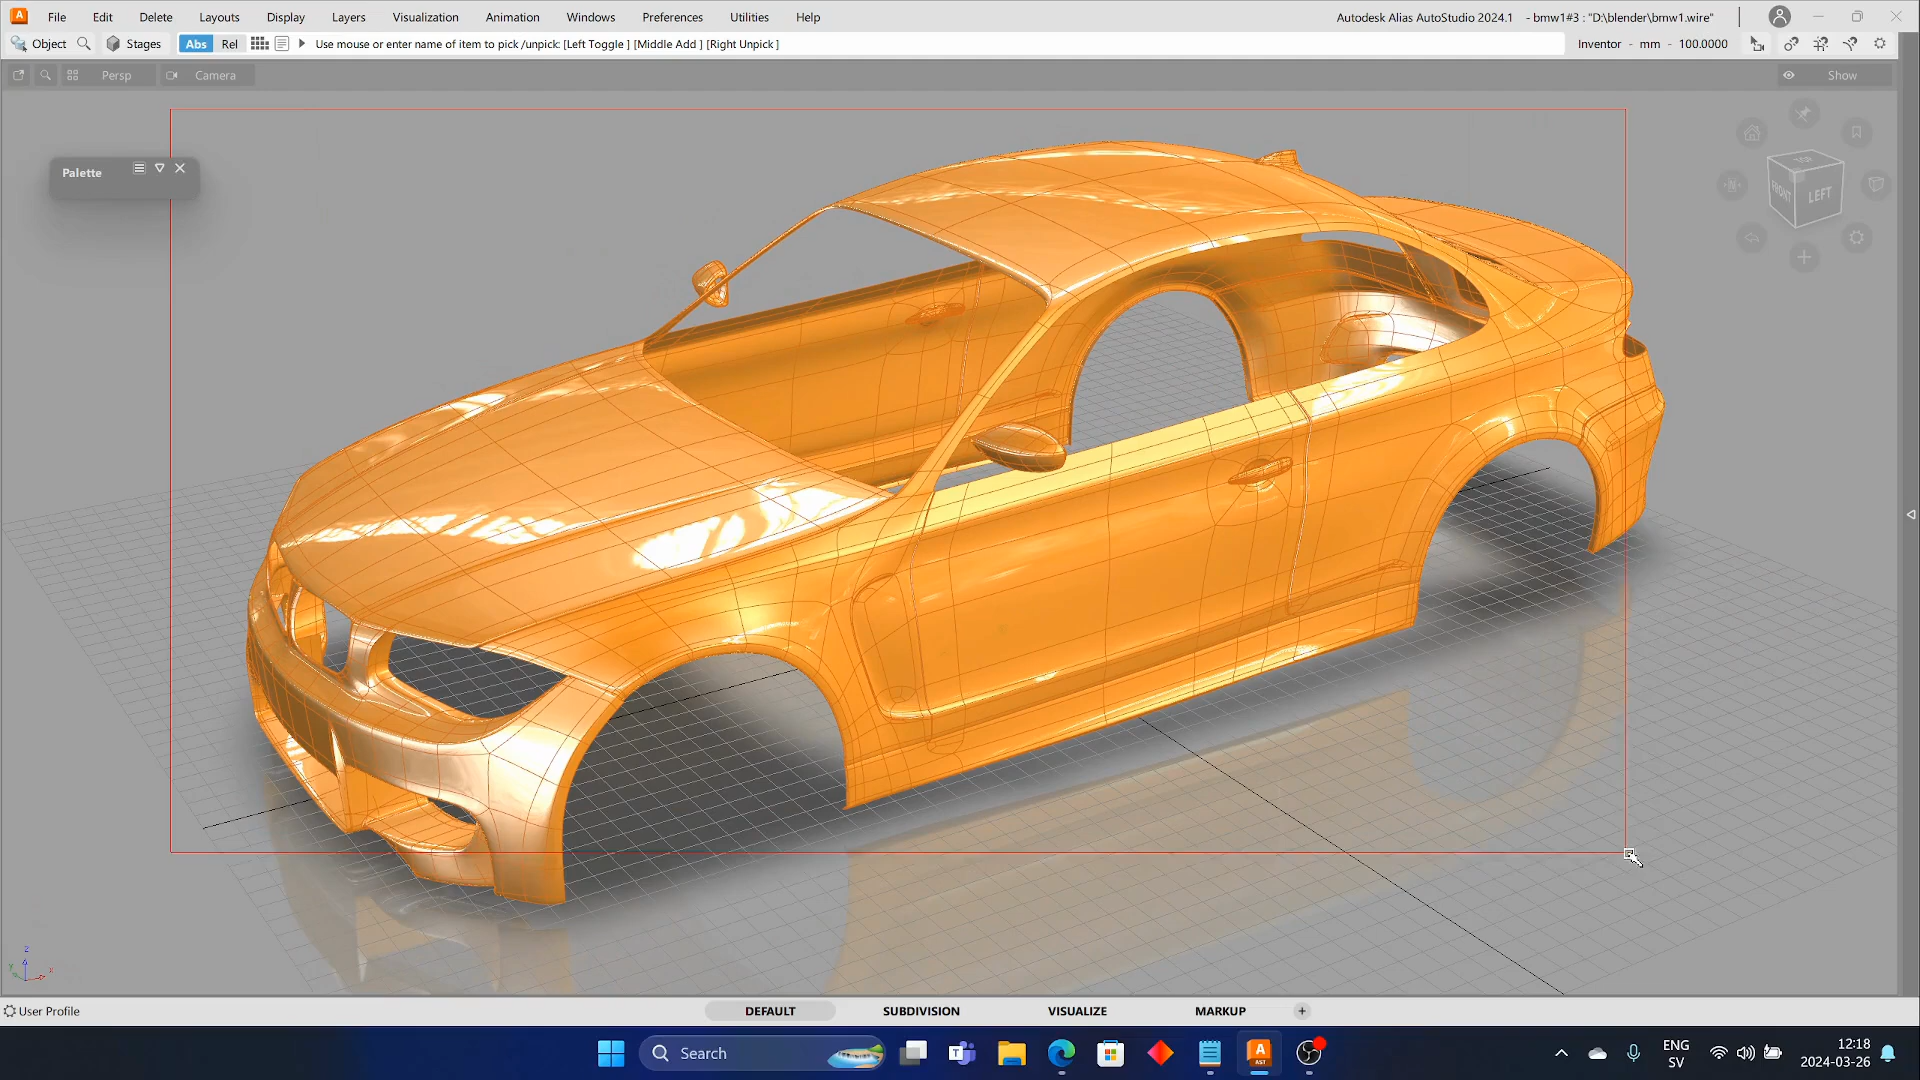 File Edit Delete Layouts Display Layers Visualization Animation Windows Preferences Utilities Help Autodesk Alias AutoStudio 2024.1 - bmw1#3 : "D:\blender\bmw1.wire"
Object Stages Abs Rel Use mouse or enter name of item to pick /unpick: [Left Toggle ] [Middle Add ] [Right Unpick ] Inventor - mm - 100.0000
Persp Camera Show
Palette
TOP
FRONT LEFT
N
Z
Y X
User Profile DEFAULT SUBDIVISION VISUALIZE MARKUP +
Search T A AST ENG SV 12:18 2024-03-26